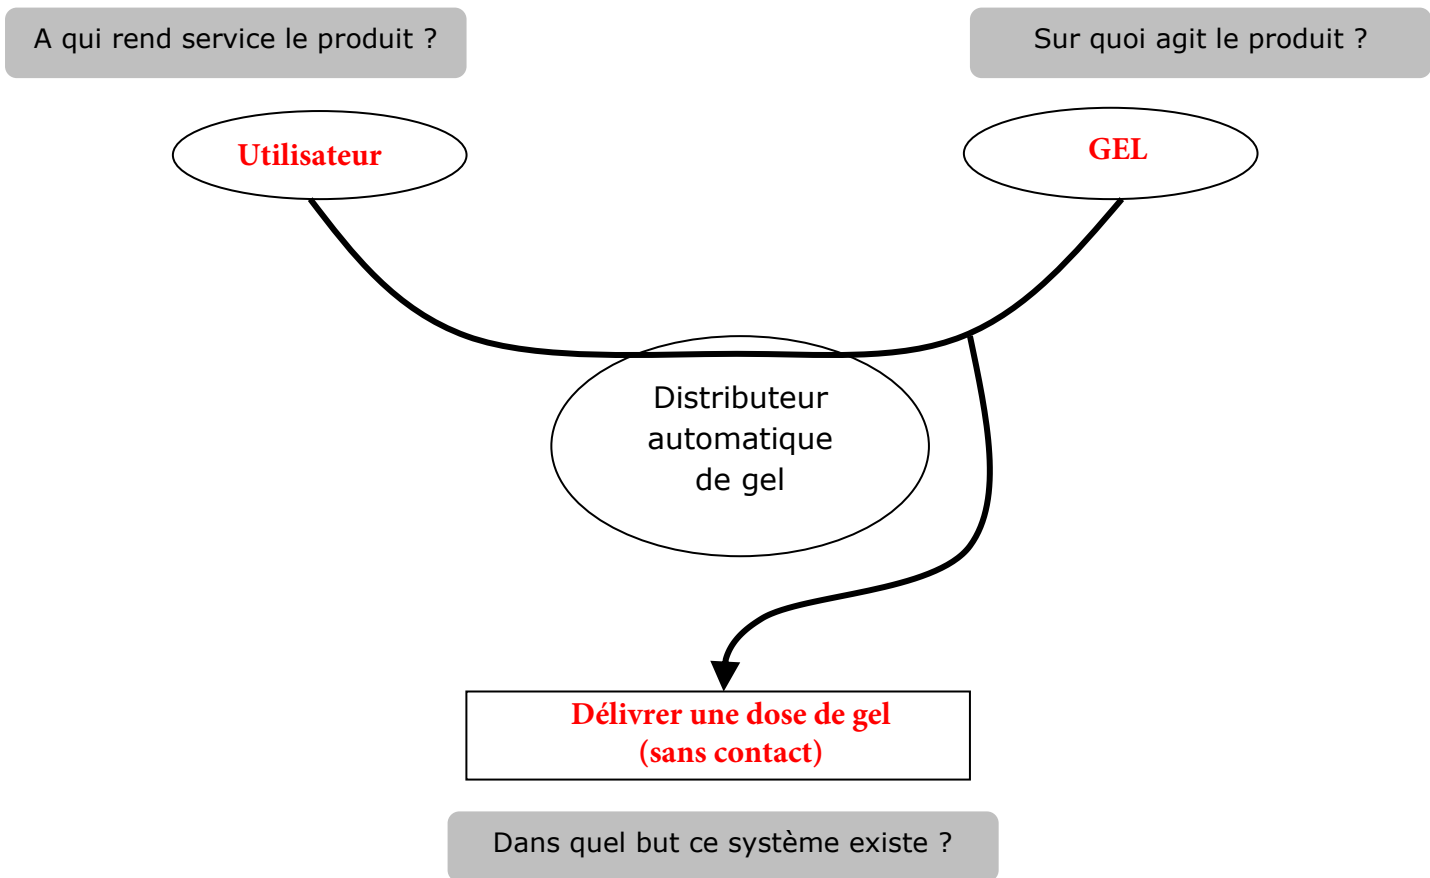 A qui rend service le produit ?
Sur quoi agit le produit ?
Utilisateur
GEL
Distributeur
automatique
de gel
Délivrer une dose de gel
(sans contact)
Dans quel but ce système existe ?